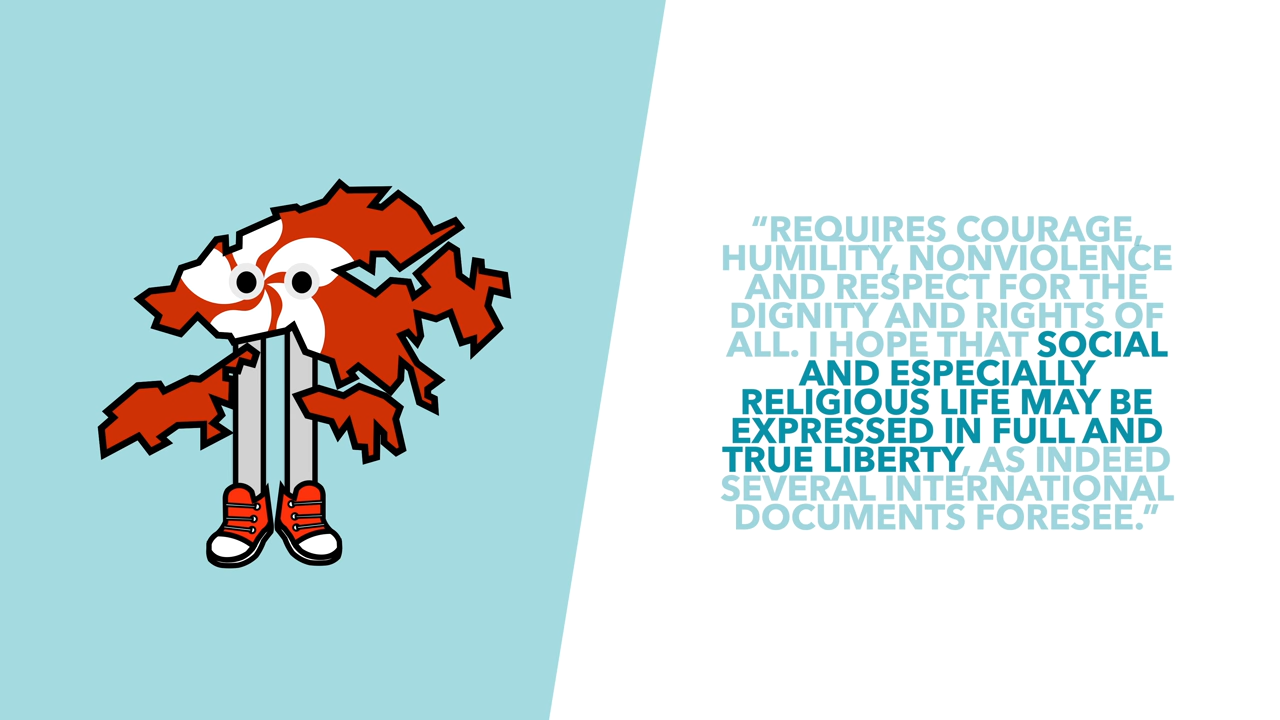 “REQUIRES COURAGE,
HUMILITY, NONVIOLENCE
AND RESPECT FOR THE
DIGNITY AND RIGHTS OF
ALL. I HOPE THAT SOCIAL
AND ESPECIALLY
RELIGIOUS LIFE MAY BE
EXPRESSED IN FULL AND
TRUE LIBERTY, AS INDEED
SEVERAL INTERNATIONAL
DOCUMENTS FORESEE.”